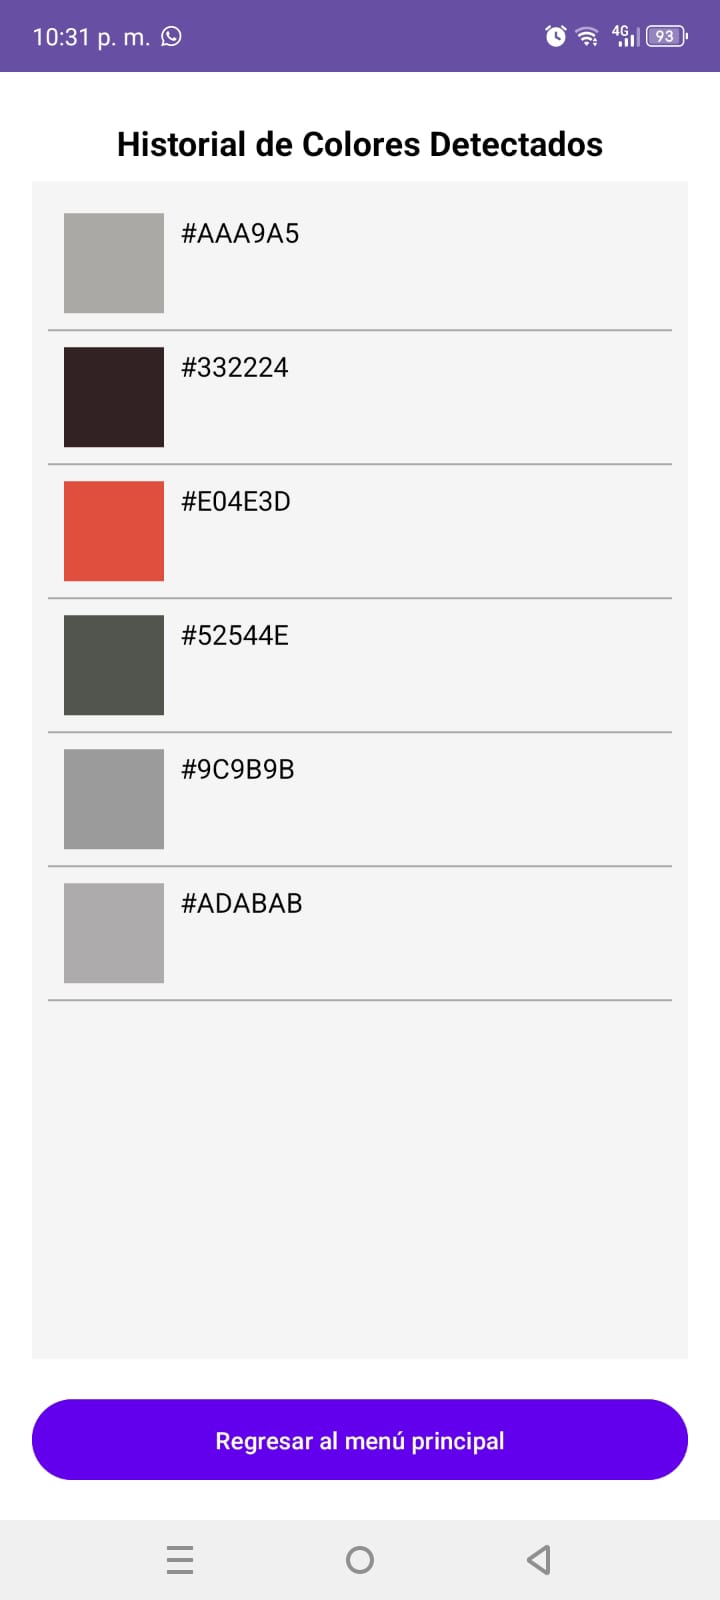 10:31 p. m.
4G
93
Historial de Colores Detectados
#AAA9A5
#332224
#E04E3D
#52544E
#9C9B9B
#ADABAB
Regresar al menú principal